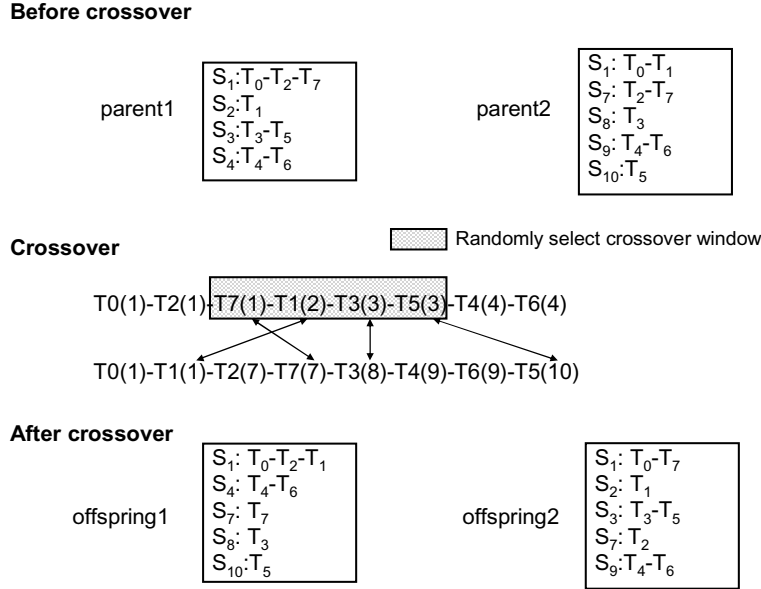 Before crossover
parent1
S1:T0-T2-T7
S2:T1
S3:T3-T5
S4:T4-T6
parent2
S1: T0-T1
S7: T2-T7
S8: T3
S9: T4-T6
S10:T5
Crossover
Randomly select crossover window
T0(1)-T2(1)-T7(1)-T1(2)-T3(3)-T5(3)-T4(4)-T6(4)
T0(1)-T1(1)-T2(7)-T7(7)-T3(8)-T4(9)-T6(9)-T5(10)
After crossover
offspring1
S1: T0-T2-T1
S4: T4-T6
S7: T7
S8: T3
S10:T5
offspring2
S1: T0-T7
S2: T1
S3: T3-T5
S7: T2
S9:T4-T6